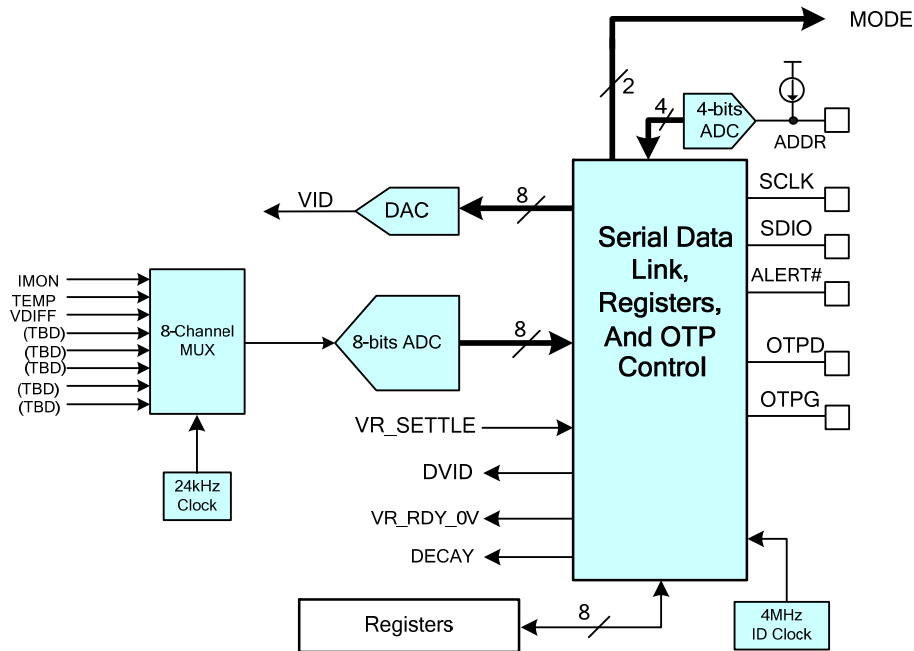 MODE
2
4
4-bits
ADC
ADDR
SCLK
VID
DAC
8
SDIO
Serial Data
Link,
Registers,
And OTP
Control
ALERT#
IMON
TEMP
VDIFF
(TBD)
(TBD)
(TBD)
(TBD)
(TBD)
8-Channel
MUX
8-bits ADC
8
OTPD
OTPG
VR_SETTLE
24kHz
Clock
DVID
VR_RDY_0V
DECAY
Registers
8
4MHz
ID Clock